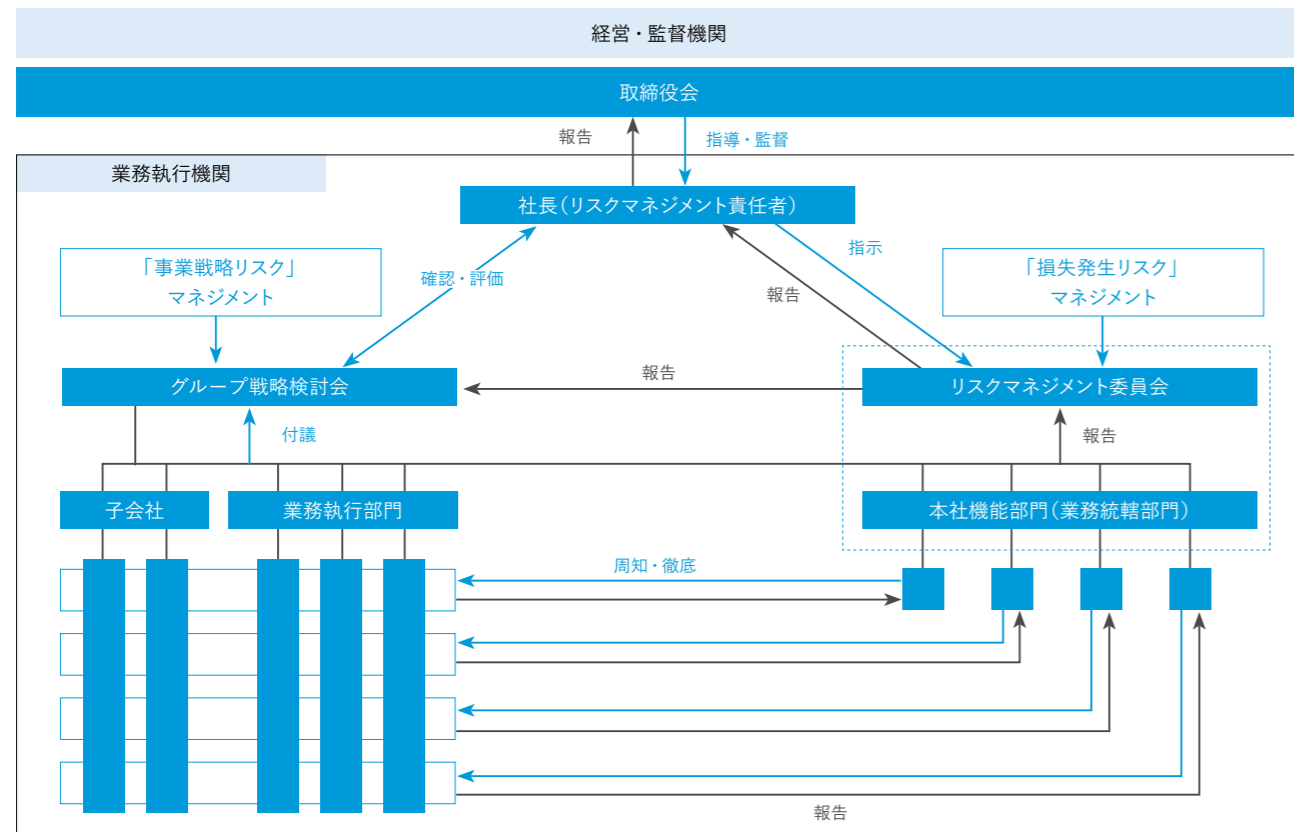 経営・監督機関
取締役会
報告
指導・監督
業務執行機関
社長（リスクマネジメント責任者）
「事業戦略リスク」
マネジメント
確認・評価
指示
報告
「損失発生リスク」
マネジメント
グループ戦略検討会
報告
リスクマネジメント委員会
付議
報告
子会社
業務執行部門
本社機能部門（業務統轄部門）
周知・徹底
報告